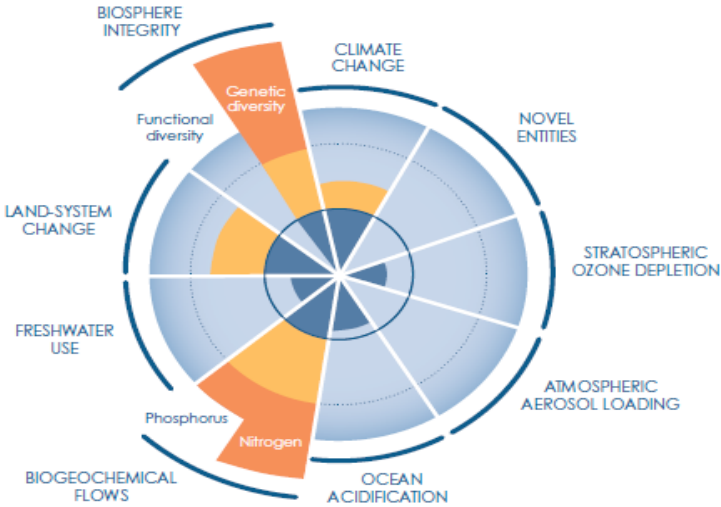 BIOSPHERE
INTEGRITY
CLIMATE
CHANGE
Genetic
diversity
Functional
diversity
NOVEL
ENTITIES
LAND-SYSTEM
CHANGE
STRATOSPHERIC
OZONE DEPLETION
FRESHWATER
USE
ATMOSPHERIC
AEROSOL LOADING
Phosphorus
Nitrogen
BIOGEOCHEMICAL
FLOWS
OCEAN
ACIDIFICATION